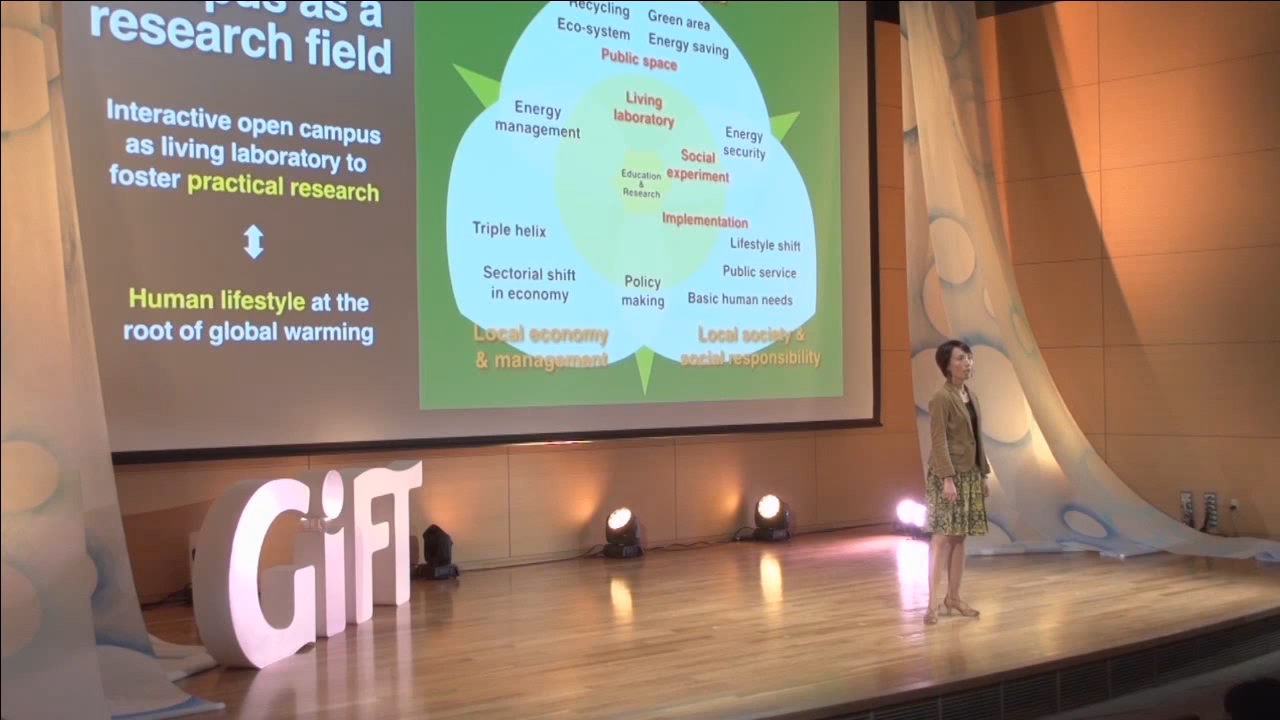 as a
research field
Interactive open campus
as living laboratory to
foster practical research
Human lifestyle at the
root of global warming
Recycling
Green area
Eco-system
Energy saving
Public space
Energy
management
Living
laboratory
Energy
security
Social
experiment
Education
&
Research
Implementation
Triple helix
Lifestyle shift
Sectorial shift
in economy
Policy
making
Public service
Basic human needs
Local economy
& management
Local society &
social responsibility
GiFT